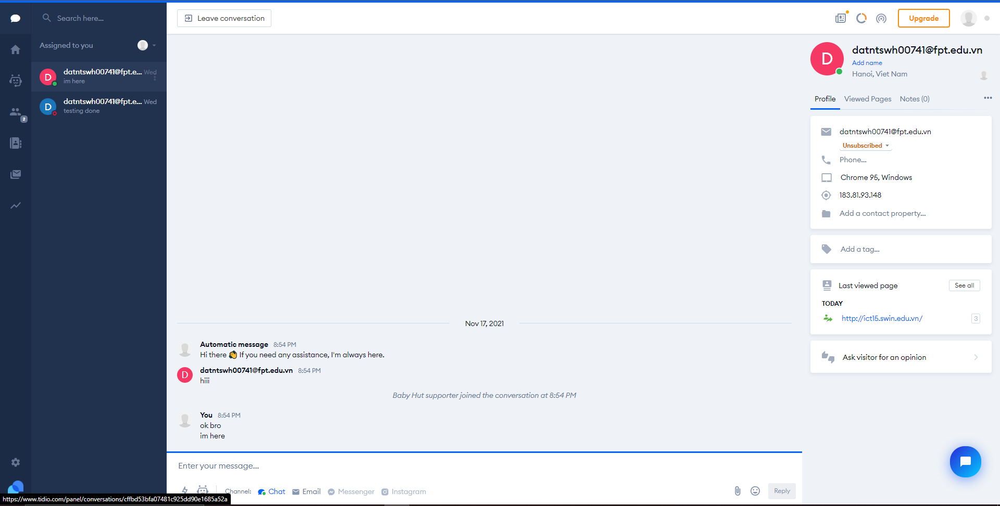 Search here...
Leave conversation
Upgrade
Assigned to you
datntswh00741@fpt.e... Wed
im here
datntswh00741@fpt.e... Wed
testing done
2
datntswh00741@fpt.edu.vn
Add name
Hanoi, Viet Nam
Profile Viewed Pages Notes (0)
datntswh00741@fpt.edu.vn
Unsubscribed
Phone...
Chrome 95, Windows
183.81.93.148
Add a contact property...
Add a tag...
Last viewed page See all
TODAY
http://ict15.swin.edu.vn/ 3
Ask visitor for an opinion
Nov 17, 2021
Automatic message 8:54 PM
Hi there 👋 If you need any assistance, I'm always here.
D
datntswh00741@fpt.edu.vn 8:54 PM
hiii
Baby Hut supporter joined the conversation at 8:54 PM
You 8:54 PM
ok bro
im here
Enter your message...
Channel: Chat Email Messenger Instagram
Reply
https://www.tidio.com/panel/conversations/cffbd53bfa07481c925dd90e1685a52a